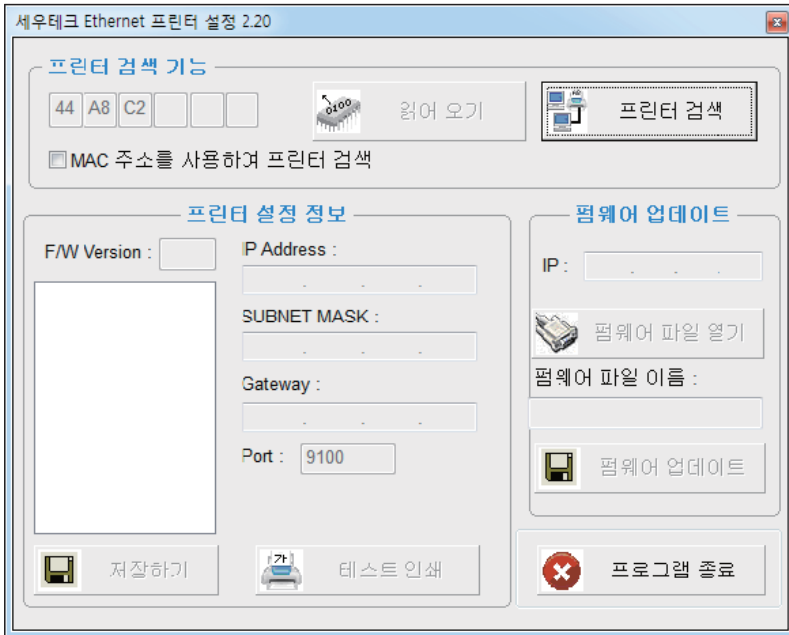 세우테크 Ethernet 프린터 설정 2.20
프린터 검색 기능
44 A8 C2
읽어 오기
프린터 검색
MAC 주소를 사용하여 프린터 검색
프린터 설정 정보
F/W Version :
IP Address :
SUBNET MASK :
Gateway :
Port : 9100
저장하기
테스트 인쇄
펌웨어 업데이트
IP :
펌웨어 파일 열기
펌웨어 파일 이름 :
펌웨어 업데이트
프로그램 종료